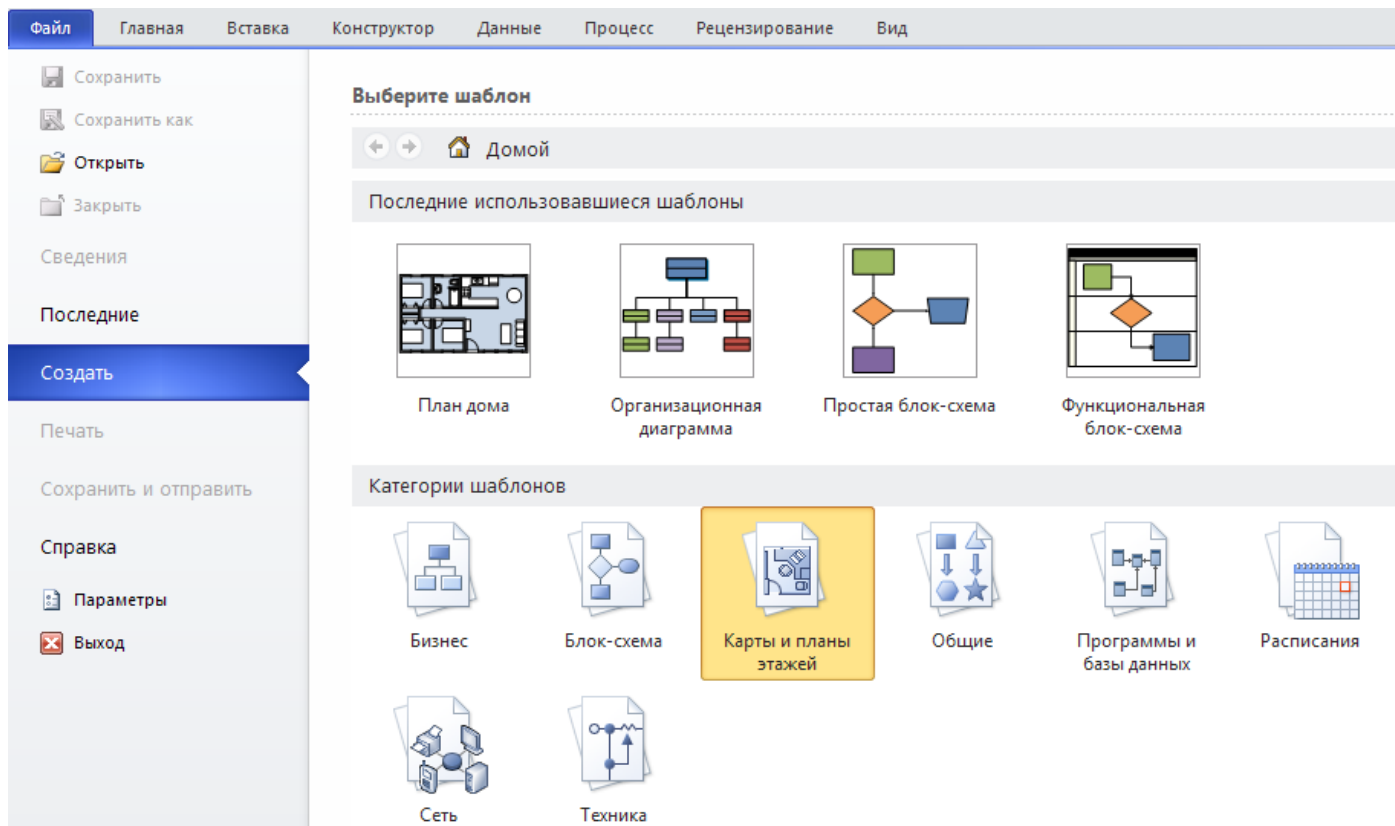 Файл Главная Вставка Конструктор Данные Процесс Рецензирование Вид
Сохранить
Сохранить как
Открыть
Закрыть
Сведения
Последние
Создать
Печать
Сохранить и отправить
Справка
Параметры
Выход
Выберите шаблон
Домой
Последние использовавшиеся шаблоны
План дома
Организационная
диаграмма
Простая блок-схема
Функциональная
блок-схема
Категории шаблонов
Бизнес
Блок-схема
Карты и планы
этажей
Общие
Программы и
базы данных
Расписания
Сеть
Техника